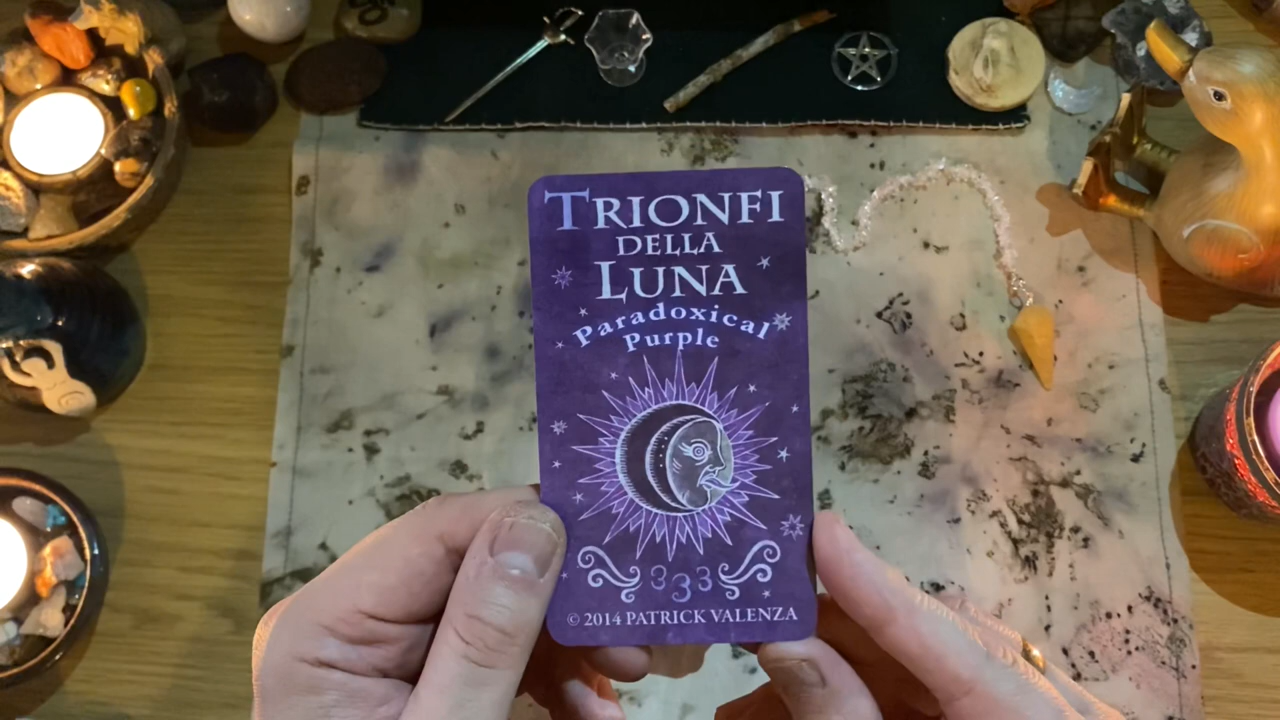 TRIONFI
DELLA
LUNA
Paradoxical
Purple
333
© 2014 PATRICK VALENZA